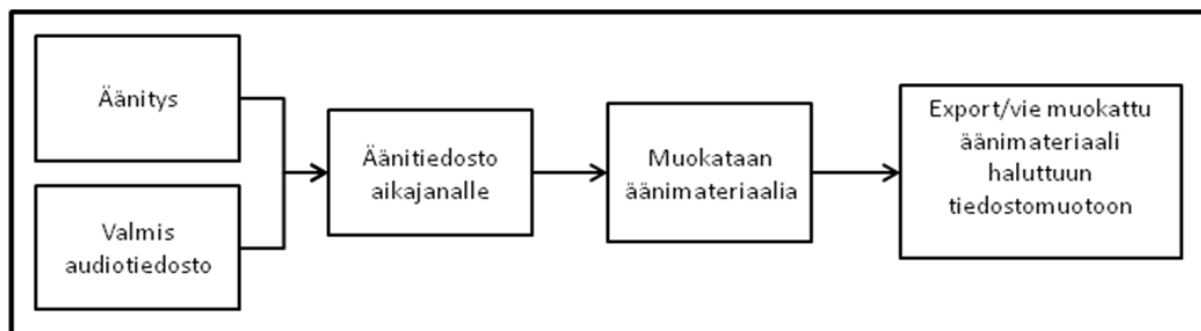 Äänitys
Valmis
audiotiedosto
Äänitiedosto
aikajanalle
Muokataan
äänimateriaalia
Export/vie muokattu
äänimateriaali
haluttuun
tiedostomuotoon